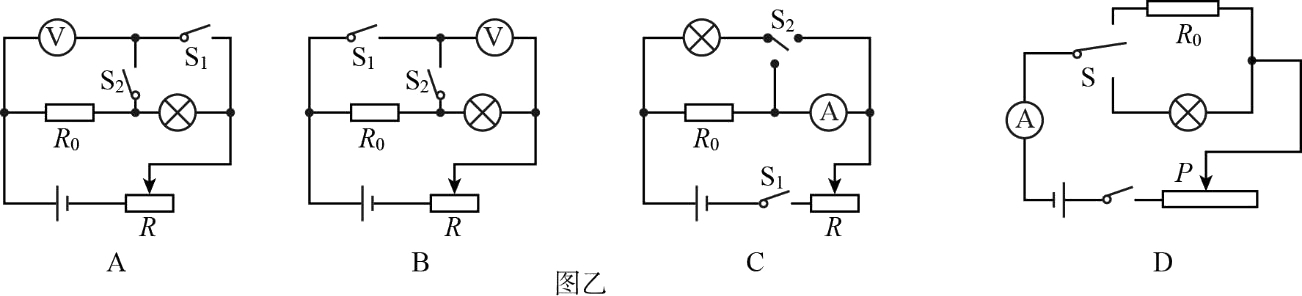 V S₁ V S₁ S₂ R₀
S₂ S₂ A S
R₀ R₀ R₀ A
S₁ P
R R R
A B C D
图乙